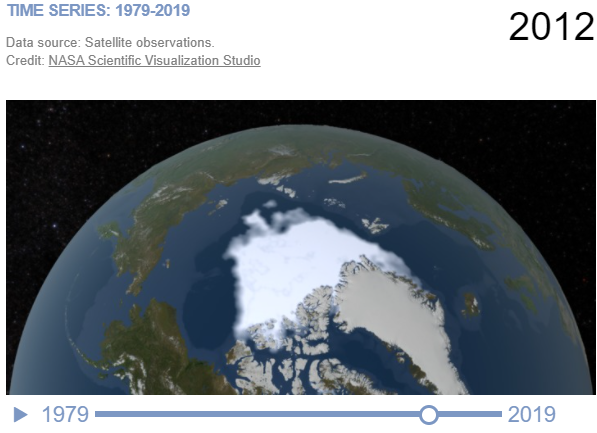 TIME SERIES: 1979-2019
2012
Data source: Satellite observations.
Credit: NASA Scientific Visualization Studio
1979
2019